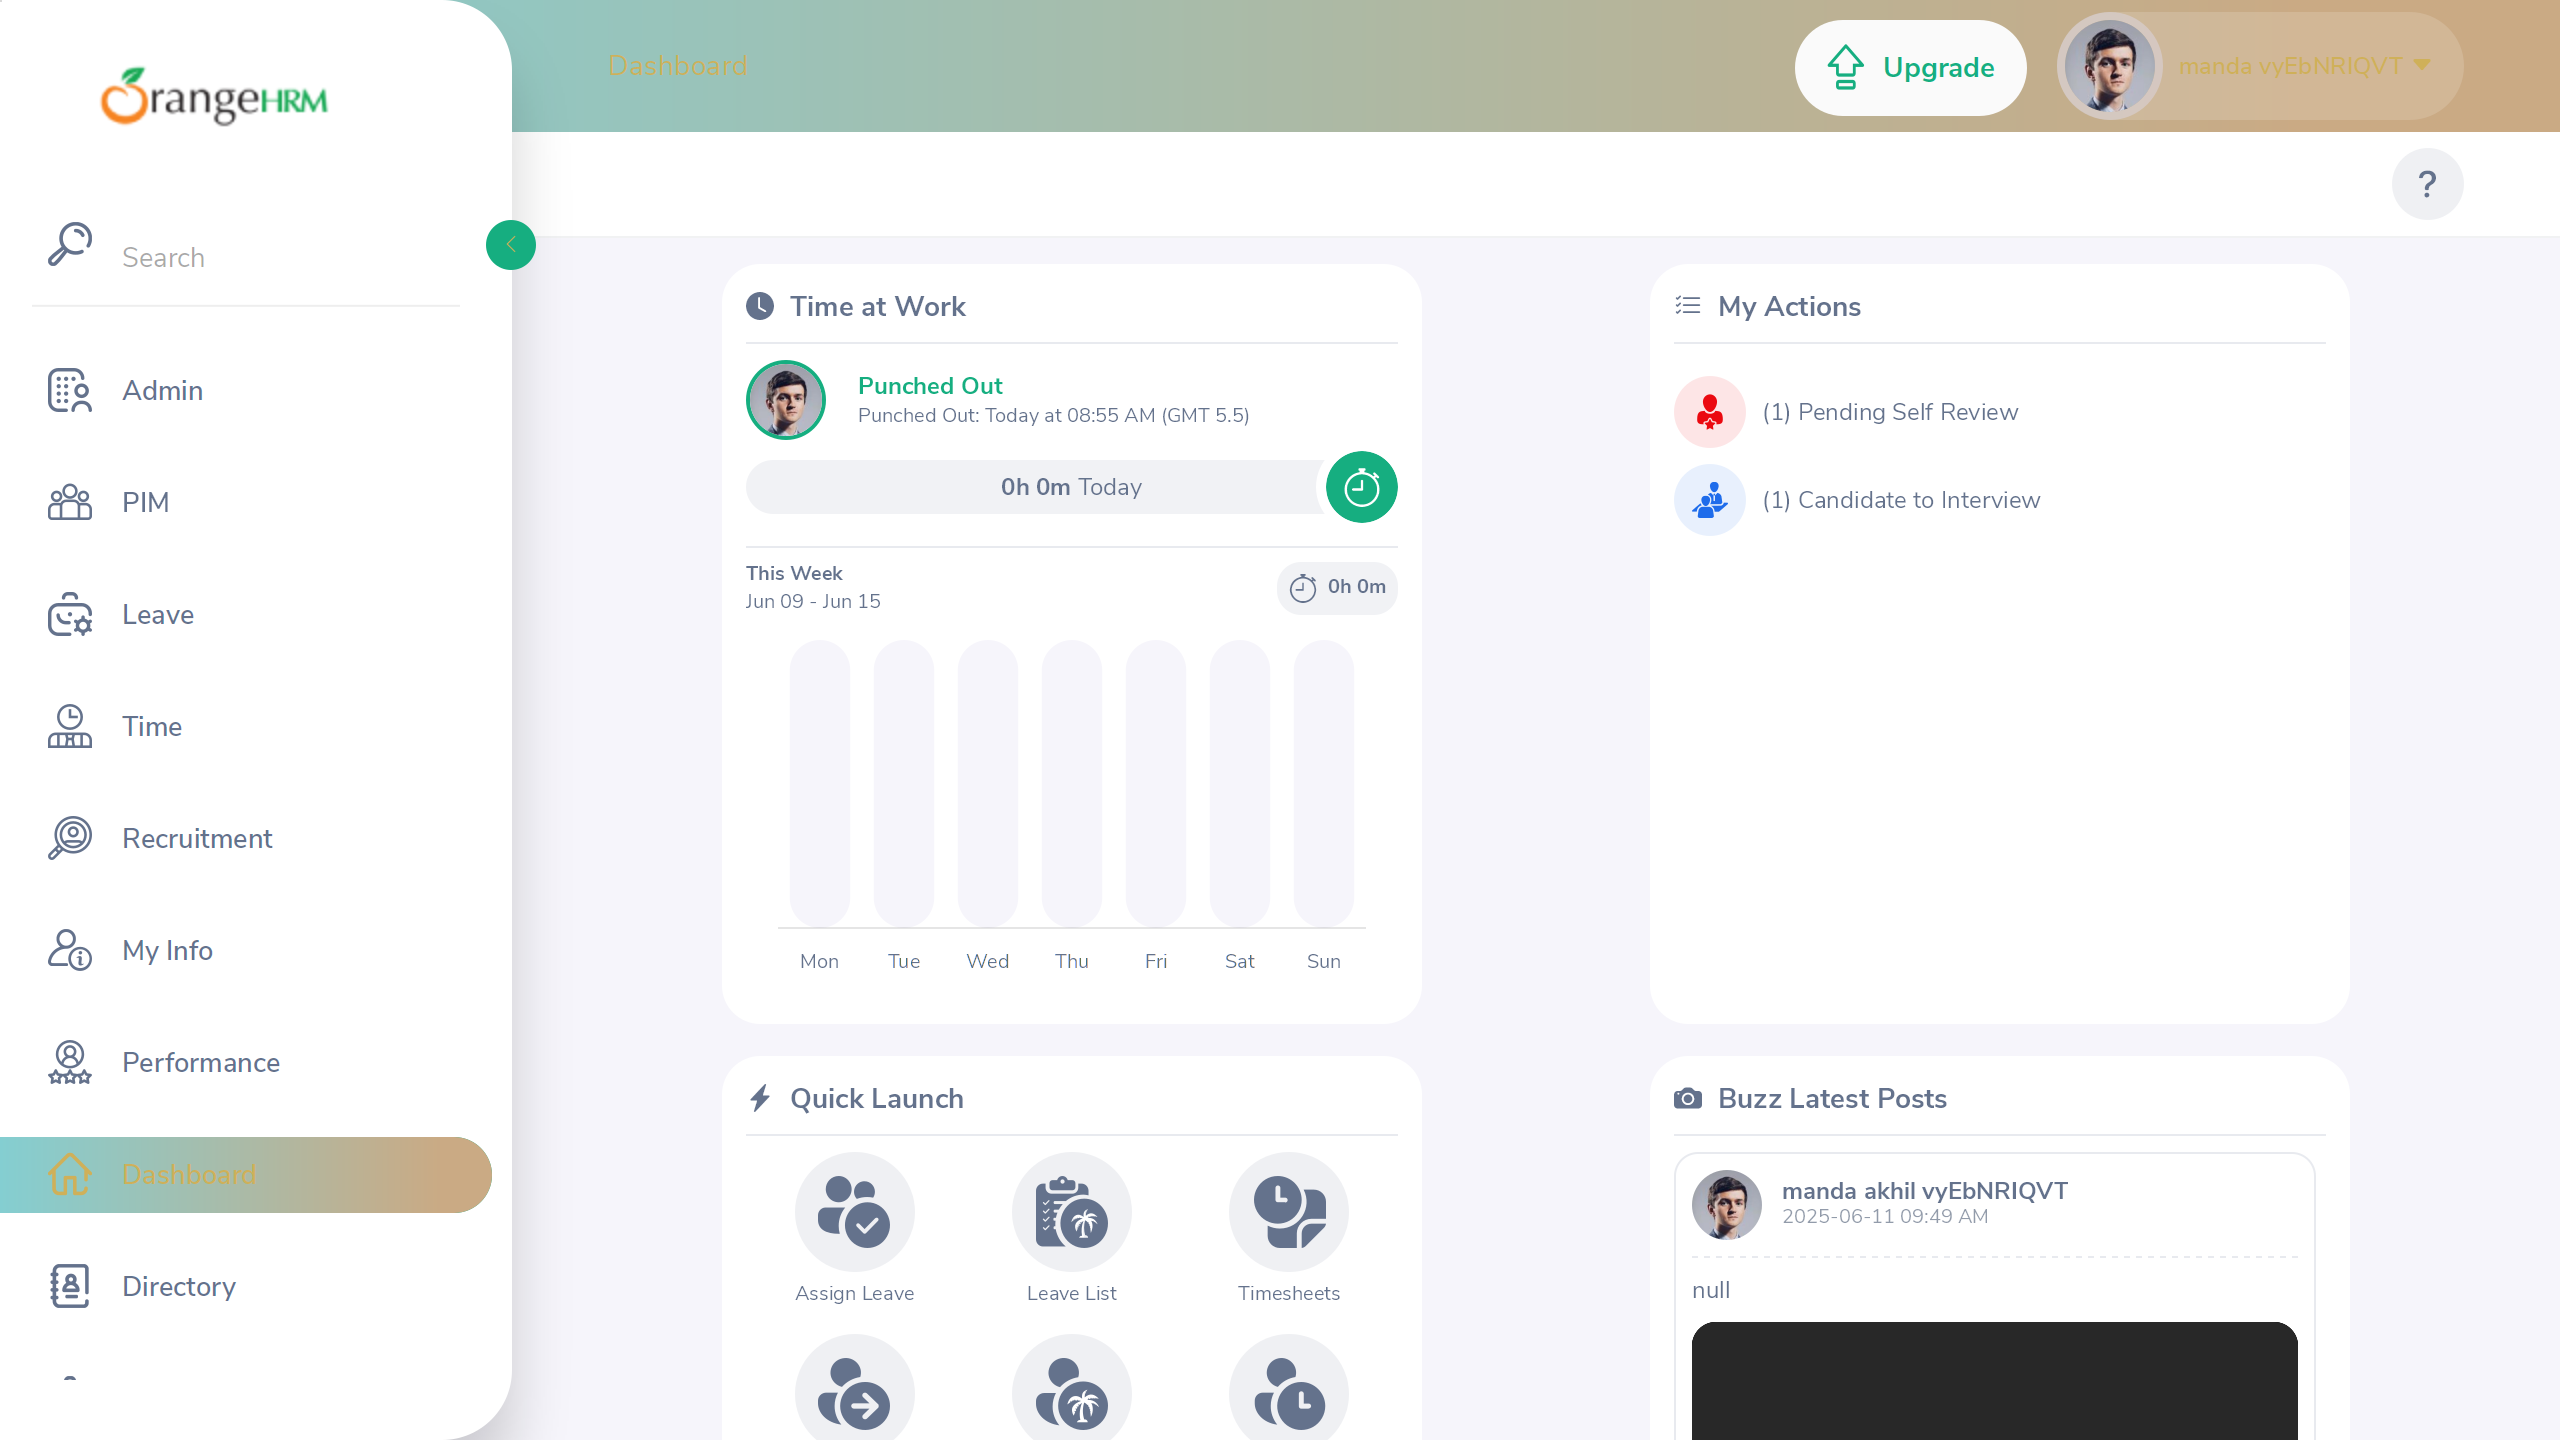 OrangeHRM
Search
Admin
PIM
Leave
Time
Recruitment
My Info
Performance
Dashboard
Directory
Dashboard
Upgrade
manda vyEbNRIQVT
?
Time at Work
Punched Out
Punched Out: Today at 08:55 AM (GMT 5.5)
0h 0m Today
This Week
Jun 09 - Jun 15
0h 0m
Mon Tue Wed Thu Fri Sat Sun
My Actions
(1) Pending Self Review
(1) Candidate to Interview
Quick Launch
Assign Leave
Leave List
Timesheets
Buzz Latest Posts
manda akhil vyEbNRIQVT
2025-06-11 09:49 AM
null